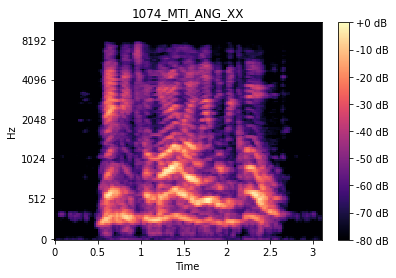 1074_MTI_ANG_XX
+0 dB
8192
-10 dB
4096
-20 dB
-30 dB
2048
Hz
-40 dB
1024
-50 dB
512
-60 dB
-70 dB
0
-80 dB
0 0.5 1 1.5 2 2.5 3
Time